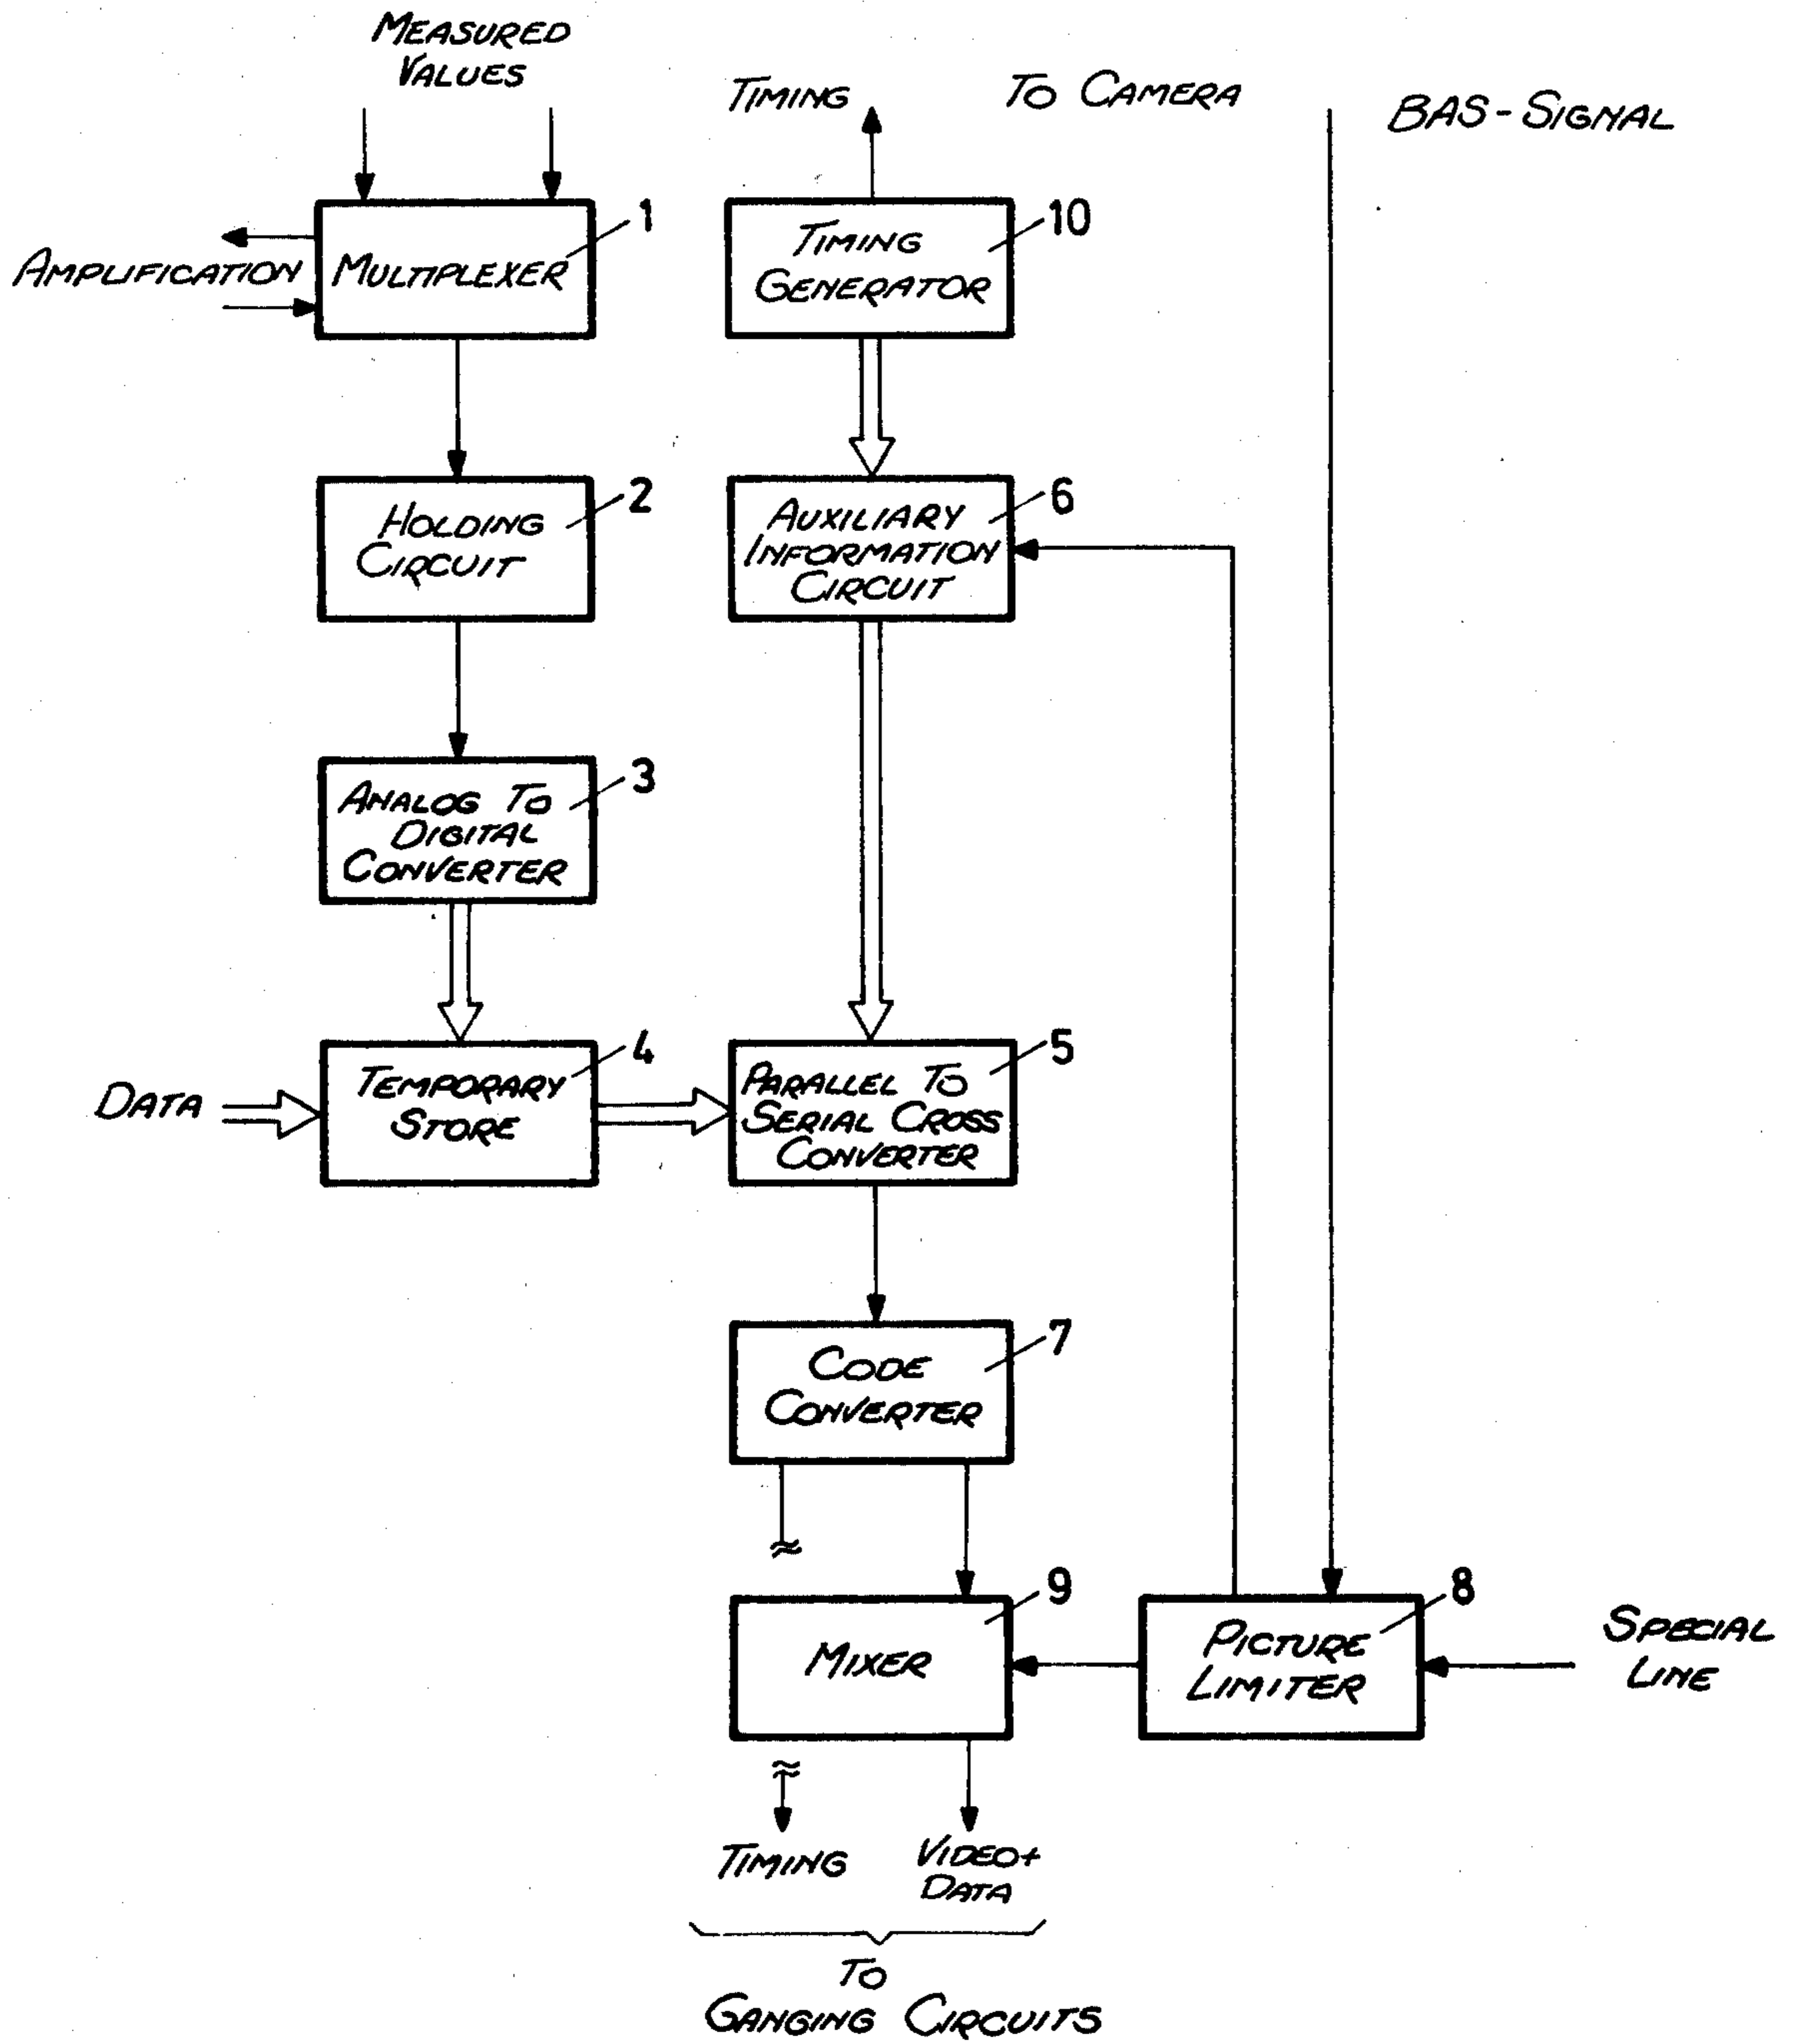 MEASURED
VALUES
TIMING
TO CAMERA
BAS-SIGNAL
1
10
AMPLIFICATION
MULTIPLEXER
TIMING
GENERATOR
2
6
HOLDING
CIRCUIT
AUXILIARY
INFORMATION
CIRCUIT
3
ANALOG TO
DIGITAL
CONVERTER
4
5
DATA
TEMPORARY
STORE
PARALLEL TO
SERIAL CROSS
CONVERTER
7
CODE
CONVERTER
9
8
MIXER
PICTURE
LIMITER
SPECIAL
LINE
TIMING
VIDEO+
DATA
TO
GANGING CIRCUITS